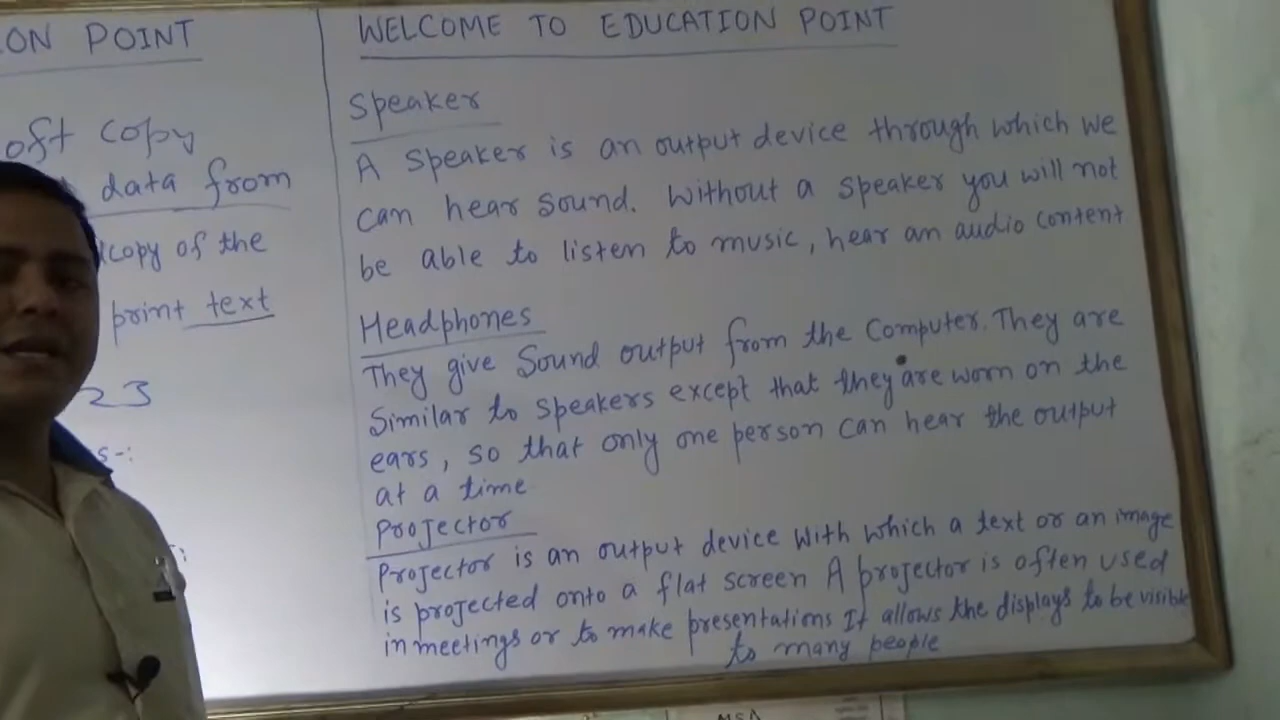 ON POINT
oft copy
data from
copy of the
print text
23
s-:
WELCOME TO EDUCATION POINT
Speaker
A speaker is an output device through which we
can hear sound. Without a speaker you will not
be able to listen to music, hear an audio content
Headphones
They give Sound output from the Computer. They are
Similar to speakers except that they are worn on the
ears, so that only one person can hear the output
at a time
Projector
Projector is an output device with which a text or an image
is projected onto a flat screen A projector is often used
in meetings or to make presentations It allows the displays to be visible
to many people